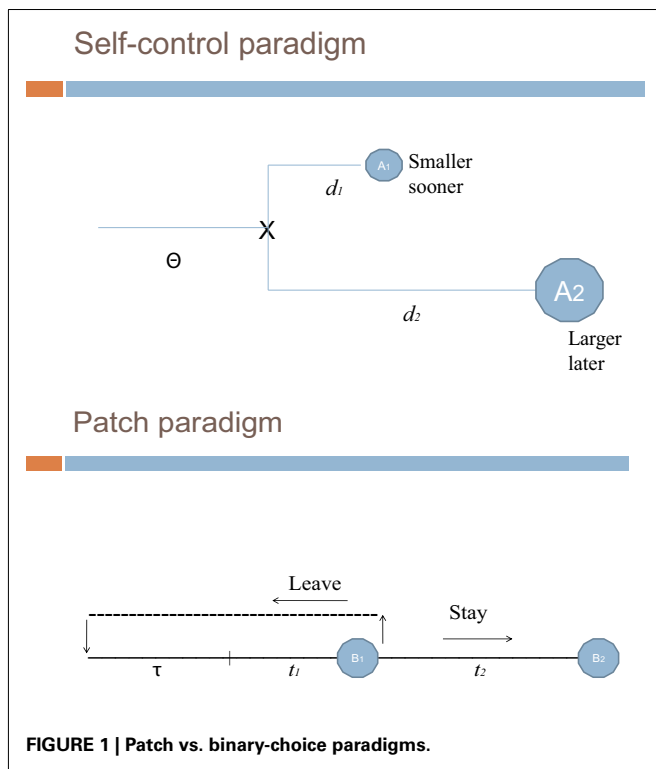 Self-control paradigm
A1
Smaller
sooner
d1
X
Θ
A2
d2
Larger
later
Patch paradigm
Leave
Stay
B1
B2
τ
t1
t2
FIGURE 1 | Patch vs. binary-choice paradigms.